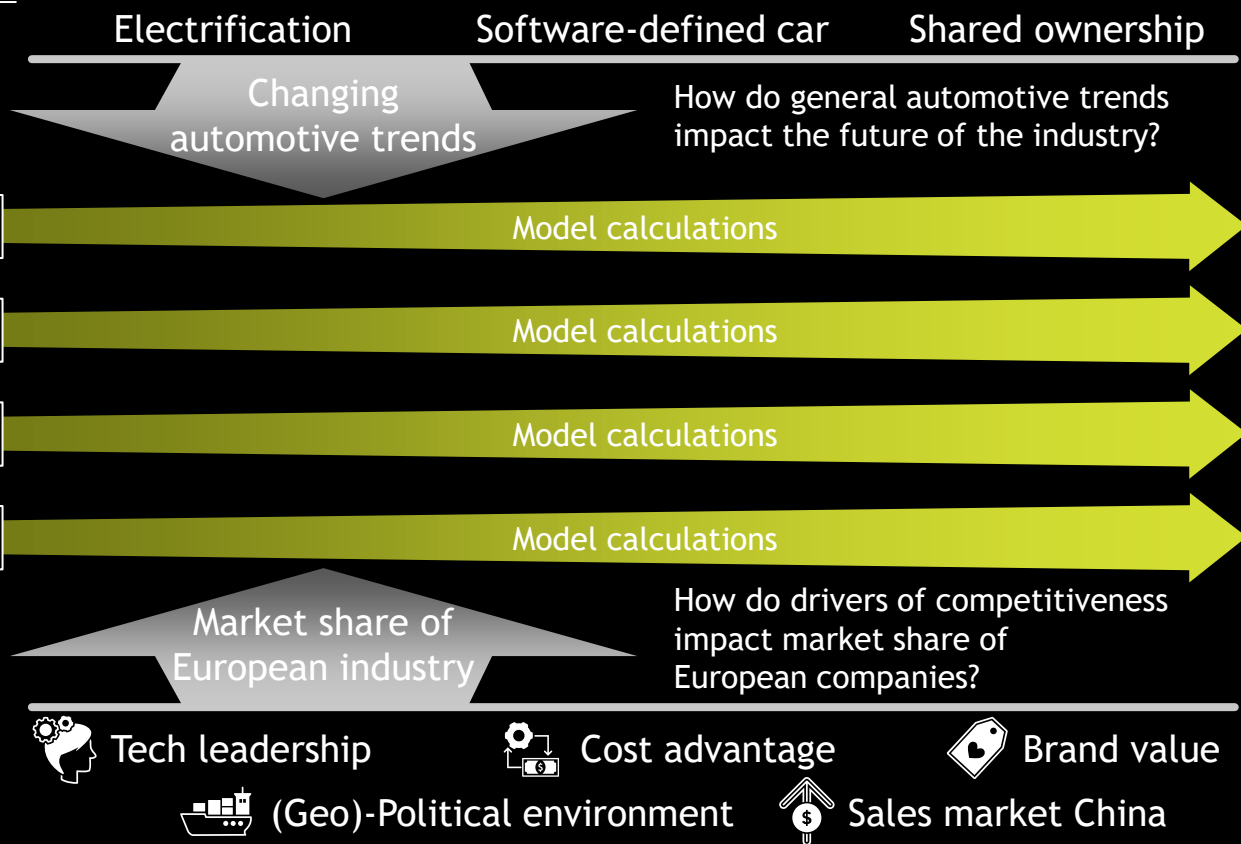 Electrification Software-defined car Shared ownership
Changing
automotive trends
How do general automotive trends
impact the future of the industry?
Model calculations
Model calculations
Model calculations
Model calculations
Market share of
European industry
How do drivers of competitiveness
impact market share of
European companies?
Tech leadership $ Cost advantage Brand value
(Geo)-Political environment $ Sales market China